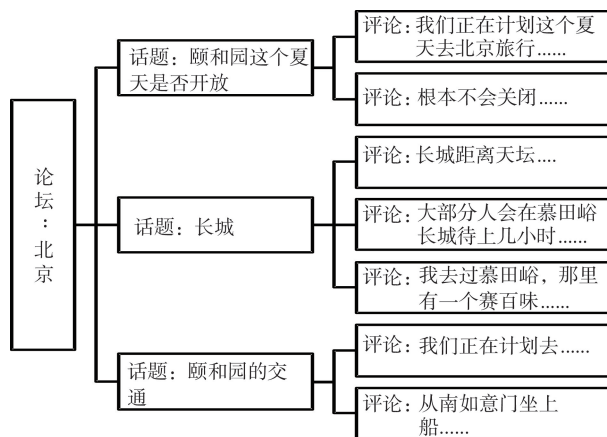 论坛：北京
话题：颐和园这个夏
天是否开放
评论：我们正在计划这个夏
天去北京旅行......
评论：根本不会关闭......
话题：长城
评论：长城距离天坛....
评论：大部分人会在慕田峪
长城待上几小时......
评论：我去过慕田峪，那里
有一个赛百味......
话题：颐和园的交
通
评论：我们正在计划去......
评论：从南如意门坐上
船......